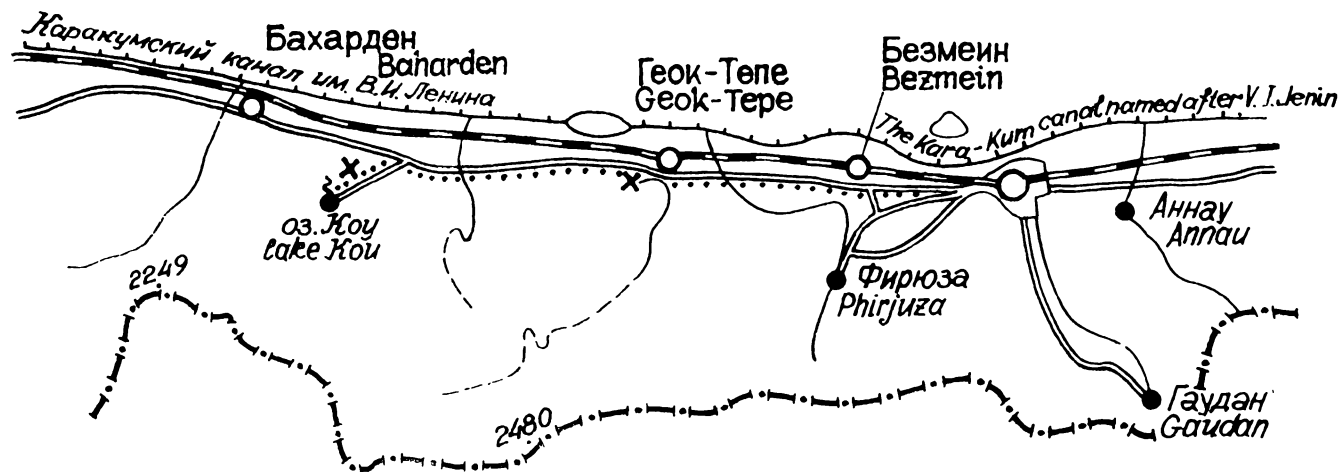 Каракумский канал им. В.И. Ленина
Бахарден
Baharden
Геок-Тепе
Geok-Tepe
Безмеин
Bezmein
The Kara-Kum canal named after V. I. Jenin
оз. Коу
lake Kou
Аннау
Annau
Фирюза
Phirjuza
2249
2480
Гаудан
Gaudan